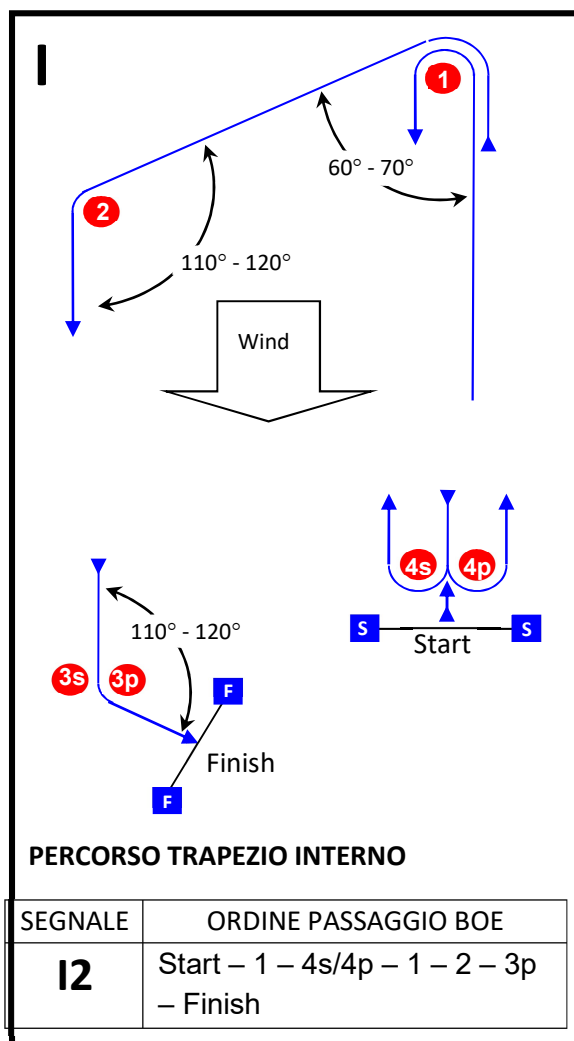 I
1
60° - 70°
2
110° - 120°
Wind
4s 4p
S S
Start
110° - 120°
3s 3p
F
Finish
F
PERCORSO TRAPEZIO INTERNO
SEGNALE ORDINE PASSAGGIO BOE
I2 Start – 1 – 4s/4p – 1 – 2 – 3p
– Finish